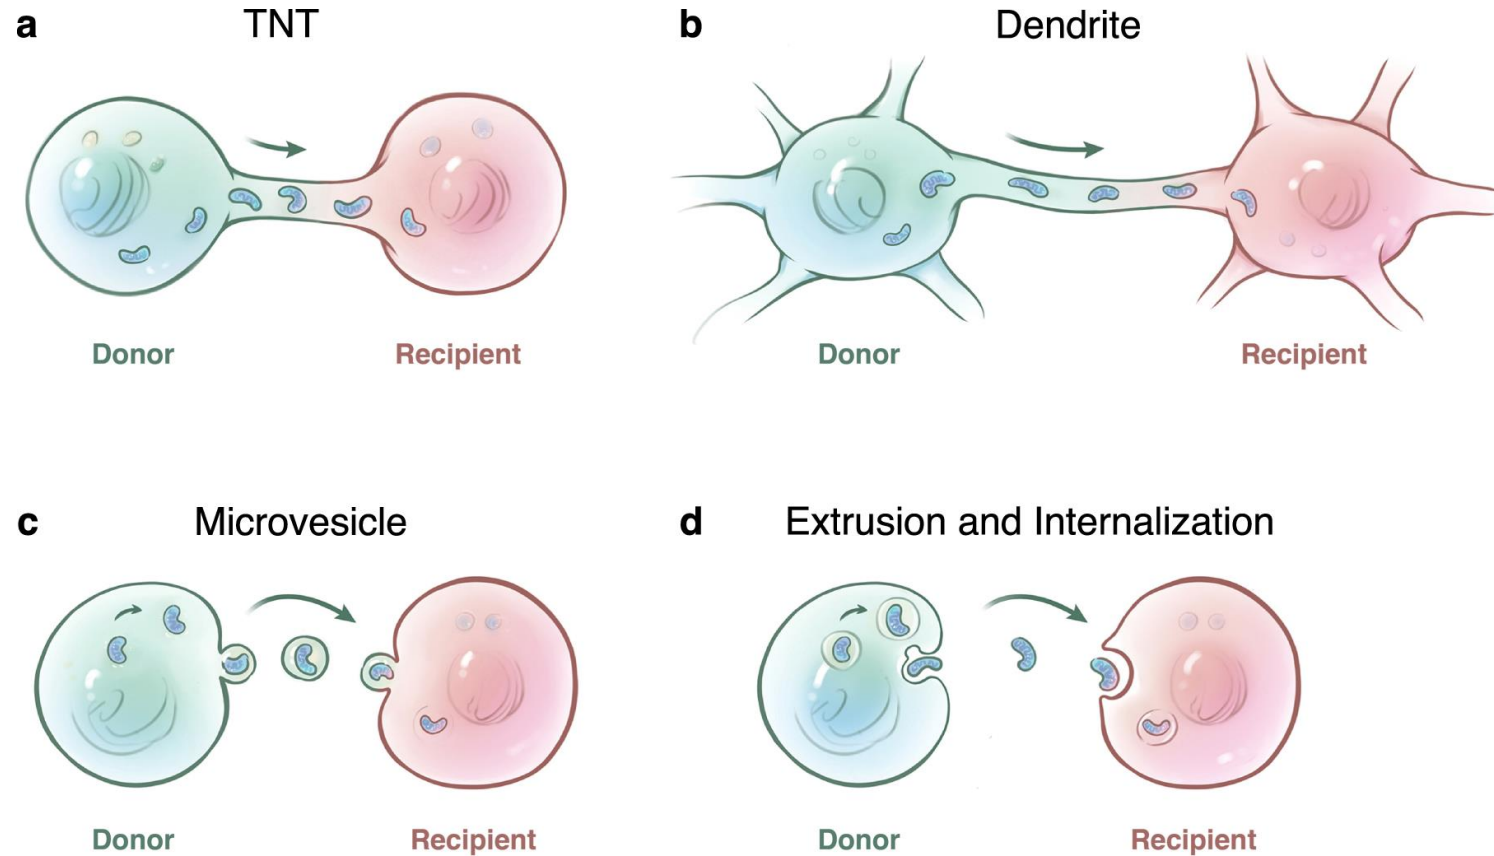 a TNT
b Dendrite
Donor Recipient
Donor Recipient
c Microvesicle
d Extrusion and Internalization
Donor Recipient
Donor Recipient